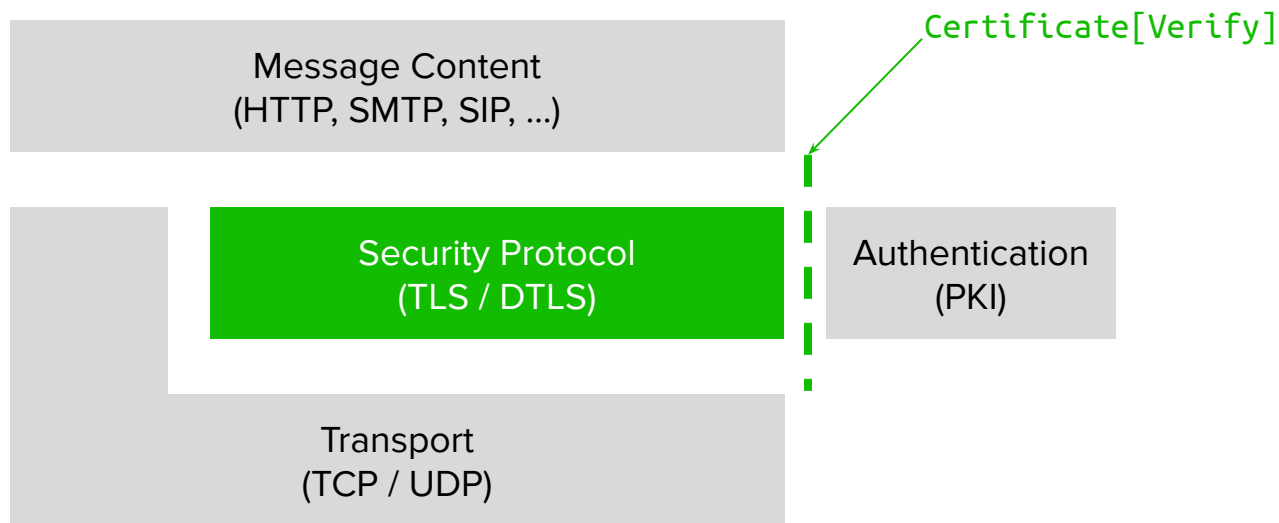 Certificate[Verify]
Message Content
(HTTP, SMTP, SIP, ...)
Security Protocol
(TLS / DTLS)
Authentication
(PKI)
Transport
(TCP / UDP)